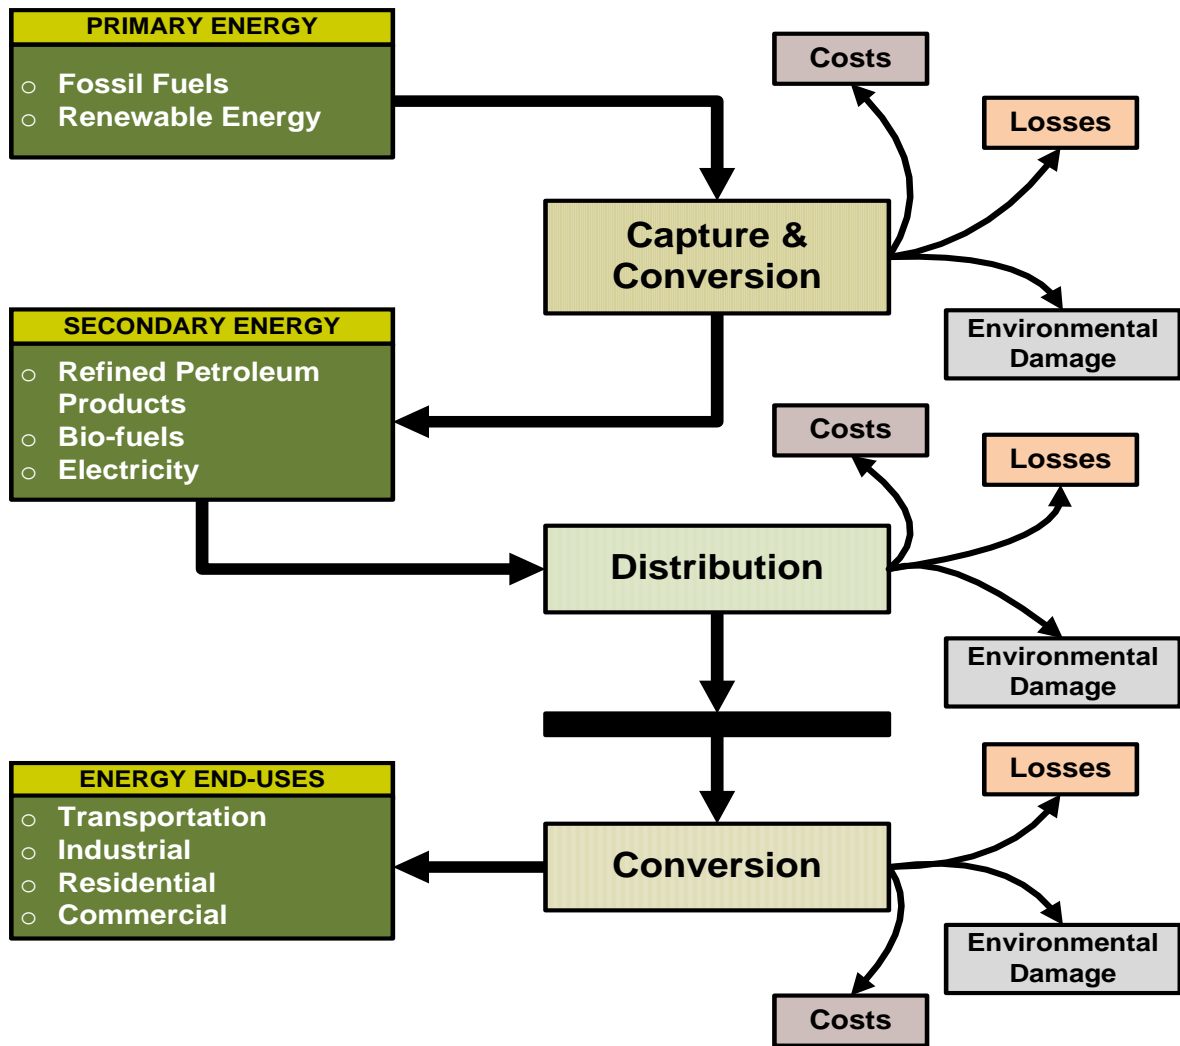 PRIMARY ENERGY
o Fossil Fuels
o Renewable Energy
Costs
Losses
Capture &
Conversion
Environmental
Damage
SECONDARY ENERGY
o Refined Petroleum
Products
o Bio-fuels
o Electricity
Costs
Losses
Distribution
Environmental
Damage
ENERGY END-USES
o Transportation
o Industrial
o Residential
o Commercial
Losses
Conversion
Environmental
Damage
Costs